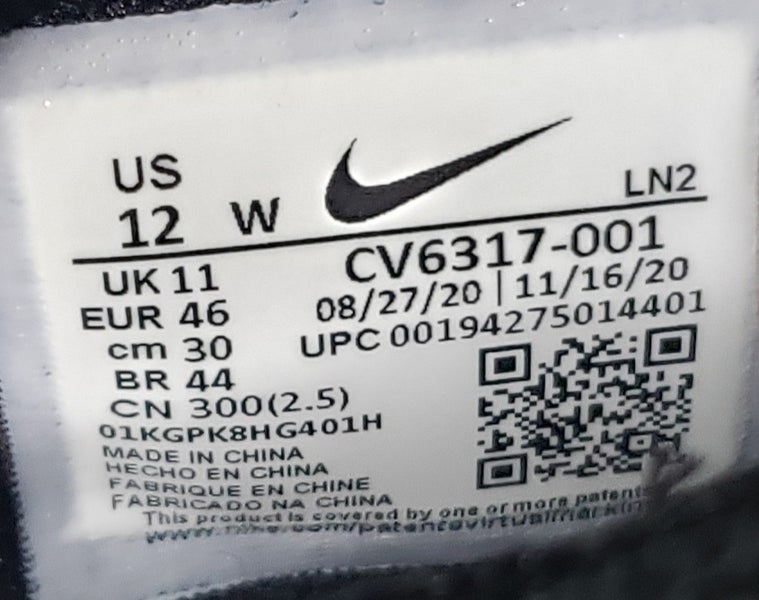 US
12 W
LN2
UK 11
EUR 46
cm 30
BR 44
CN 300(2.5)
CV6317-001
08/27/20 | 11/16/20
UPC 00194275014401
01KGPK8HG401H
MADE IN CHINA
HECHO EN CHINA
FABRIQUE EN CHINE
FABRICADO NA CHINA
This product is covered by one or more patent